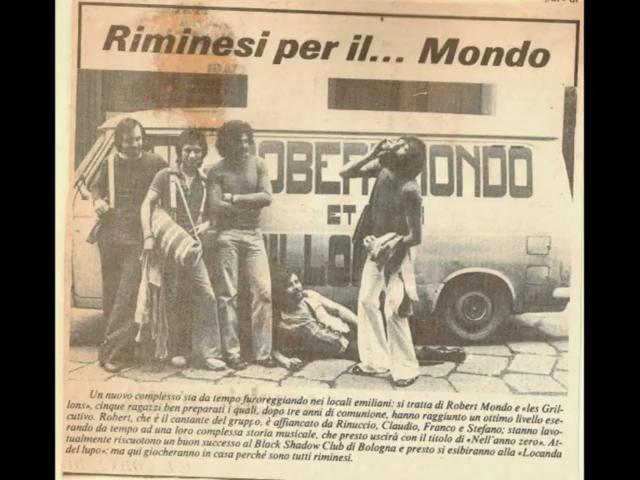 Riminesi per il... Mondo
ROBERT MONDO
ET
Un nuovo complesso sta da tempo furoreggiando nei locali emiliani: si tratta di Robert Mondo e «les Gril-
lons», cinque ragazzi ben preparati i quali, dopo tre anni di comunione, hanno raggiunto un ottimo livello ese-
cutivo. Robert, che è il cantante del gruppo, è affiancato da Rinuccio, Claudio, Franco e Stefano; stanno lavo-
rando da tempo ad una loro complessa storia musicale, che presto uscirà con il titolo di «Nell'anno zero». At-
tualmente riscuotono un buon successo al Black Shadow Club di Bologna e presto si esibiranno alla «Locanda
del lupo»: ma qui giocheranno in casa perché sono tutti riminesi.